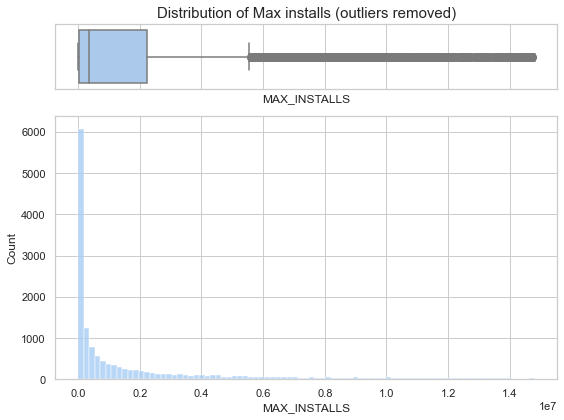 Distribution of Max installs (outliers removed)
MAX_INSTALLS
6000
5000
4000
3000
2000
1000
0
Count
0.0 0.2 0.4 0.6 0.8 1.0 1.2 1.4
1e7
MAX_INSTALLS